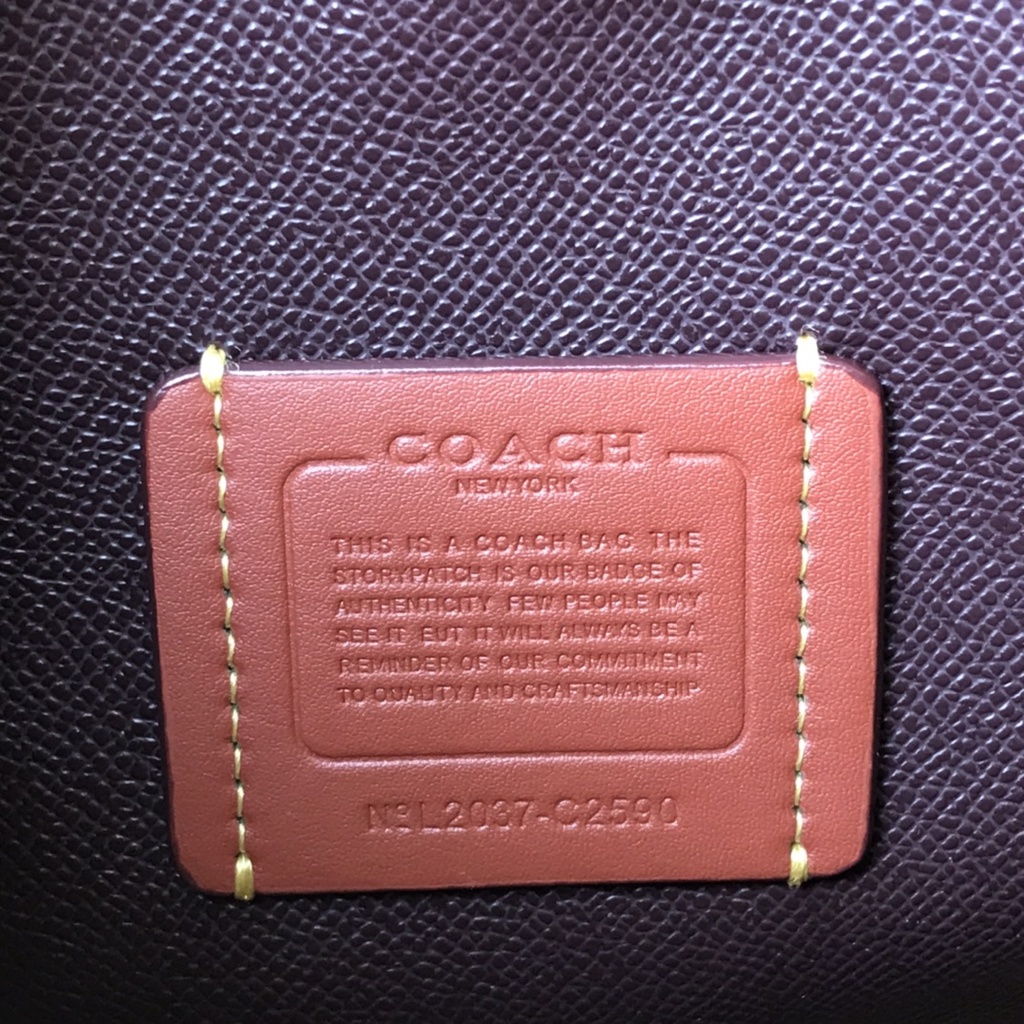 COACH
NEW YORK
THIS IS A COACH BAG THE
STORYPATCH IS OUR BADGE OF
AUTHENTICITY FEW PEOPLE MAY
SEE IT BUT IT WILL ALWAYS BE A
REMINDER OF OUR COMMITMENT
TO QUALITY AND CRAFTSMANSHIP
Nº L2037-C2590